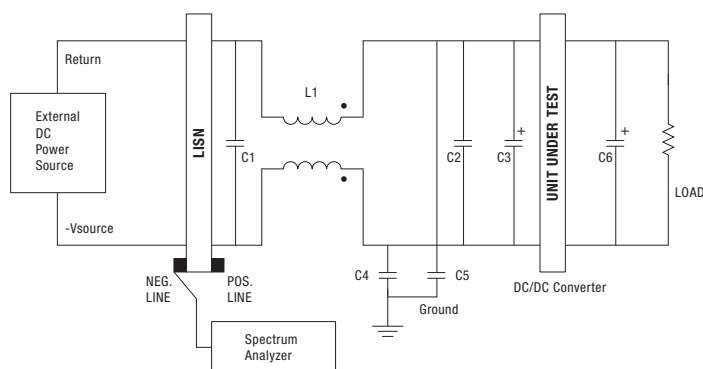 Return
External
DC
Power
Source
-Vsource
LISN
C1
L1
C2
C3
+
UNIT UNDER TEST
C6
+
LOAD
NEG.
LINE
POS.
LINE
C4
C5
Ground
DC/DC Converter
Spectrum
Analyzer